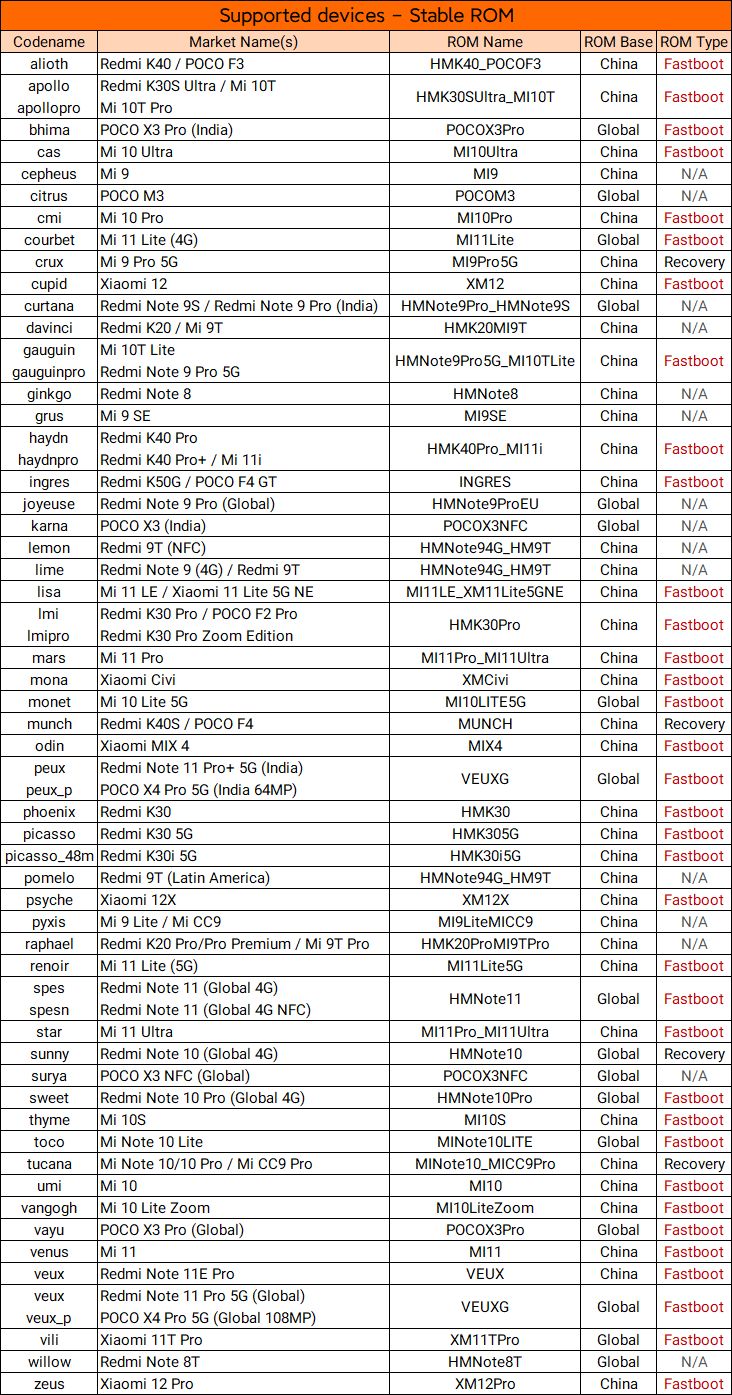 Supported devices – Stable ROM
Codename Market Name(s) ROM Name ROM Base ROM Type
alioth Redmi K40 / POCO F3 HMK40_POCOF3 China Fastboot
apollo Redmi K30S Ultra / Mi 10T
HMK30SUltra_MI10T China Fastboot
apollopro Mi 10T Pro
bhima POCO X3 Pro (India) POCOX3Pro Global Fastboot
cas Mi 10 Ultra MI10Ultra China Fastboot
cepheus Mi 9 MI9 China N/A
citrus POCO M3 POCOM3 Global N/A
cmi Mi 10 Pro MI10Pro China Fastboot
courbet Mi 11 Lite (4G) MI11Lite Global Fastboot
crux Mi 9 Pro 5G MI9Pro5G China Recovery
cupid Xiaomi 12 XM12 China Fastboot
curtana Redmi Note 9S / Redmi Note 9 Pro (India) HMNote9Pro_HMNote9S Global N/A
davinci Redmi K20 / Mi 9T HMK20MI9T China N/A
gauguin Mi 10T Lite
HMNote9Pro5G_MI10TLite China Fastboot
gauguinpro Redmi Note 9 Pro 5G
ginkgo Redmi Note 8 HMNote8 China N/A
grus Mi 9 SE MI9SE China N/A
haydn Redmi K40 Pro
HMK40Pro_MI11i China Fastboot
haydnpro Redmi K40 Pro+ / Mi 11i
ingres Redmi K50G / POCO F4 GT INGRES China Fastboot
joyeuse Redmi Note 9 Pro (Global) HMNote9ProEU Global N/A
karna POCO X3 (India) POCOX3NFC Global N/A
lemon Redmi 9T (NFC) HMNote94G_HM9T China N/A
lime Redmi Note 9 (4G) / Redmi 9T HMNote94G_HM9T China N/A
lisa Mi 11 LE / Xiaomi 11 Lite 5G NE MI11LE_XM11Lite5GNE China Fastboot
lmi Redmi K30 Pro / POCO F2 Pro
HMK30Pro China Fastboot
lmipro Redmi K30 Pro Zoom Edition
mars Mi 11 Pro MI11Pro_MI11Ultra China Fastboot
mona Xiaomi Civi XMCivi China Fastboot
monet Mi 10 Lite 5G MI10LITE5G Global Fastboot
munch Redmi K40S / POCO F4 MUNCH China Recovery
odin Xiaomi MIX 4 MIX4 China Fastboot
peux Redmi Note 11 Pro+ 5G (India)
VEUXG Global Fastboot
peux_p POCO X4 Pro 5G (India 64MP)
phoenix Redmi K30 HMK30 China Fastboot
picasso Redmi K30 5G HMK305G China Fastboot
picasso_48m Redmi K30i 5G HMK30i5G China Fastboot
pomelo Redmi 9T (Latin America) HMNote94G_HM9T China N/A
psyche Xiaomi 12X XM12X China Fastboot
pyxis Mi 9 Lite / Mi CC9 MI9LiteMICC9 China N/A
raphael Redmi K20 Pro/Pro Premium / Mi 9T Pro HMK20ProMI9TPro China N/A
renoir Mi 11 Lite (5G) MI11Lite5G China Fastboot
spes Redmi Note 11 (Global 4G)
HMNote11 Global Fastboot
spesn Redmi Note 11 (Global 4G NFC)
star Mi 11 Ultra MI11Pro_MI11Ultra China Fastboot
sunny Redmi Note 10 (Global 4G) HMNote10 Global Recovery
surya POCO X3 NFC (Global) POCOX3NFC Global N/A
sweet Redmi Note 10 Pro (Global 4G) HMNote10Pro Global Fastboot
thyme Mi 10S MI10S China Fastboot
toco Mi Note 10 Lite MINote10LITE Global Fastboot
tucana Mi Note 10/10 Pro / Mi CC9 Pro MINote10_MICC9Pro China Recovery
umi Mi 10 MI10 China Fastboot
vangogh Mi 10 Lite Zoom MI10LiteZoom China Fastboot
vayu POCO X3 Pro (Global) POCOX3Pro Global Fastboot
venus Mi 11 MI11 China Fastboot
veux Redmi Note 11E Pro VEUX China Fastboot
veux Redmi Note 11 Pro 5G (Global)
VEUXG Global Fastboot
veux_p POCO X4 Pro 5G (Global 108MP)
vili Xiaomi 11T Pro XM11TPro Global Fastboot
willow Redmi Note 8T HMNote8T Global N/A
zeus Xiaomi 12 Pro XM12Pro China Fastboot